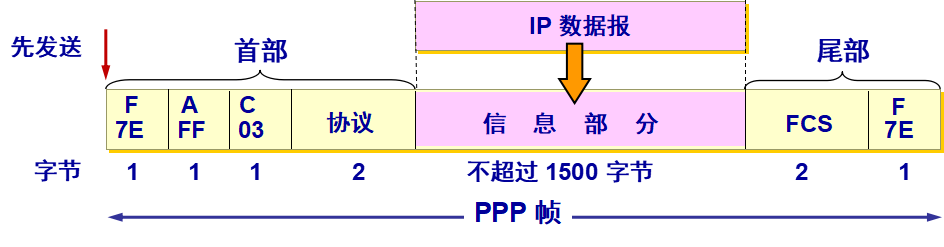 IP 数据报
先发送
首部
尾部
F
7E
A
FF
C
03
协议
信 息 部 分
FCS
F
7E
字节
1
1
1
2
不超过 1500 字节
2
1
PPP 帧